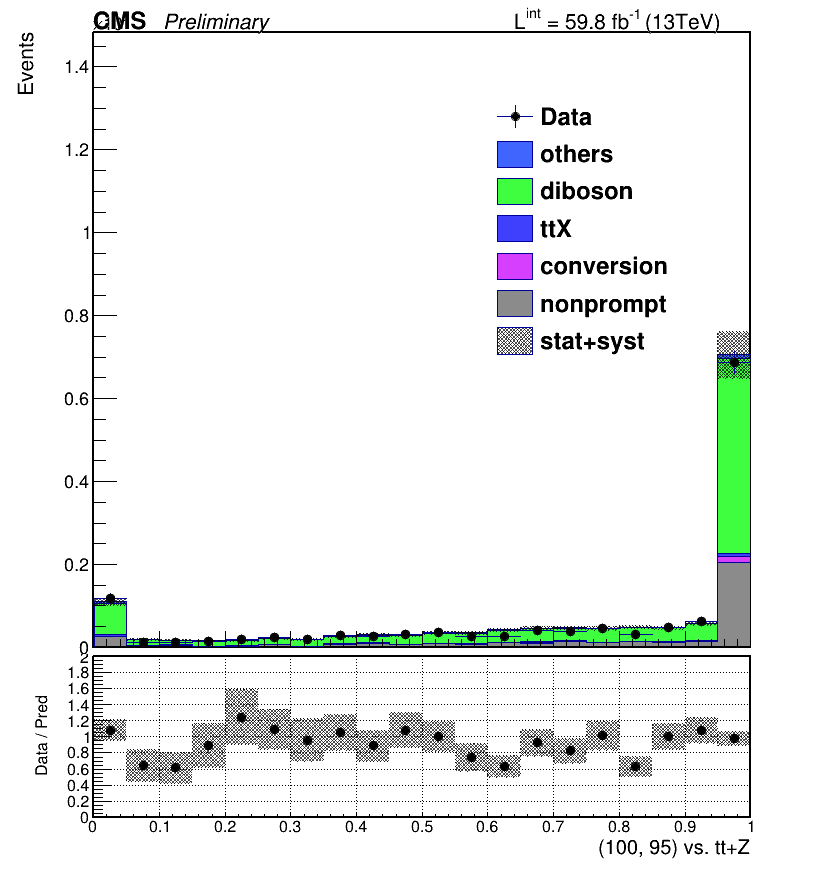 CMS Preliminary L^int = 59.8 fb^-1 (13TeV)
Events
1.4
1.2
1
0.8
0.6
0.4
0.2
0
Data
others
diboson
ttX
conversion
nonprompt
stat+syst
Data / Pred
2
1.8
1.6
1.4
1.2
1
0.8
0.6
0.4
0.2
0
0 0.1 0.2 0.3 0.4 0.5 0.6 0.7 0.8 0.9 1
(100, 95) vs. tt+Z